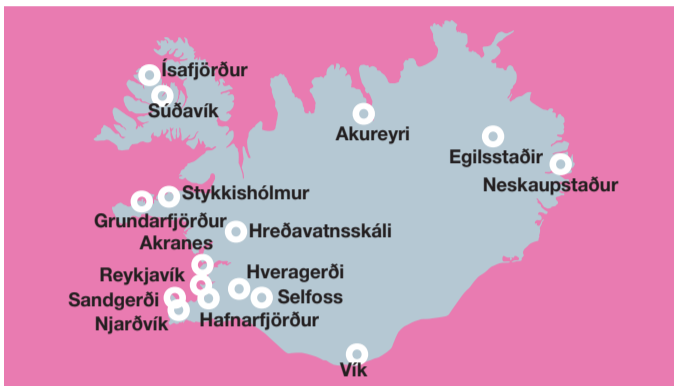 Ísafjörður
Súðavík
Akureyri
Egilsstaðir
Neskaupstaður
Stykkishólmur
Grundarfjörður
Hreðavatnsskáli
Akranes
Reykjavík
Hveragerði
Sandgerði
Selfoss
Njarðvík
Hafnarfjörður
Vík